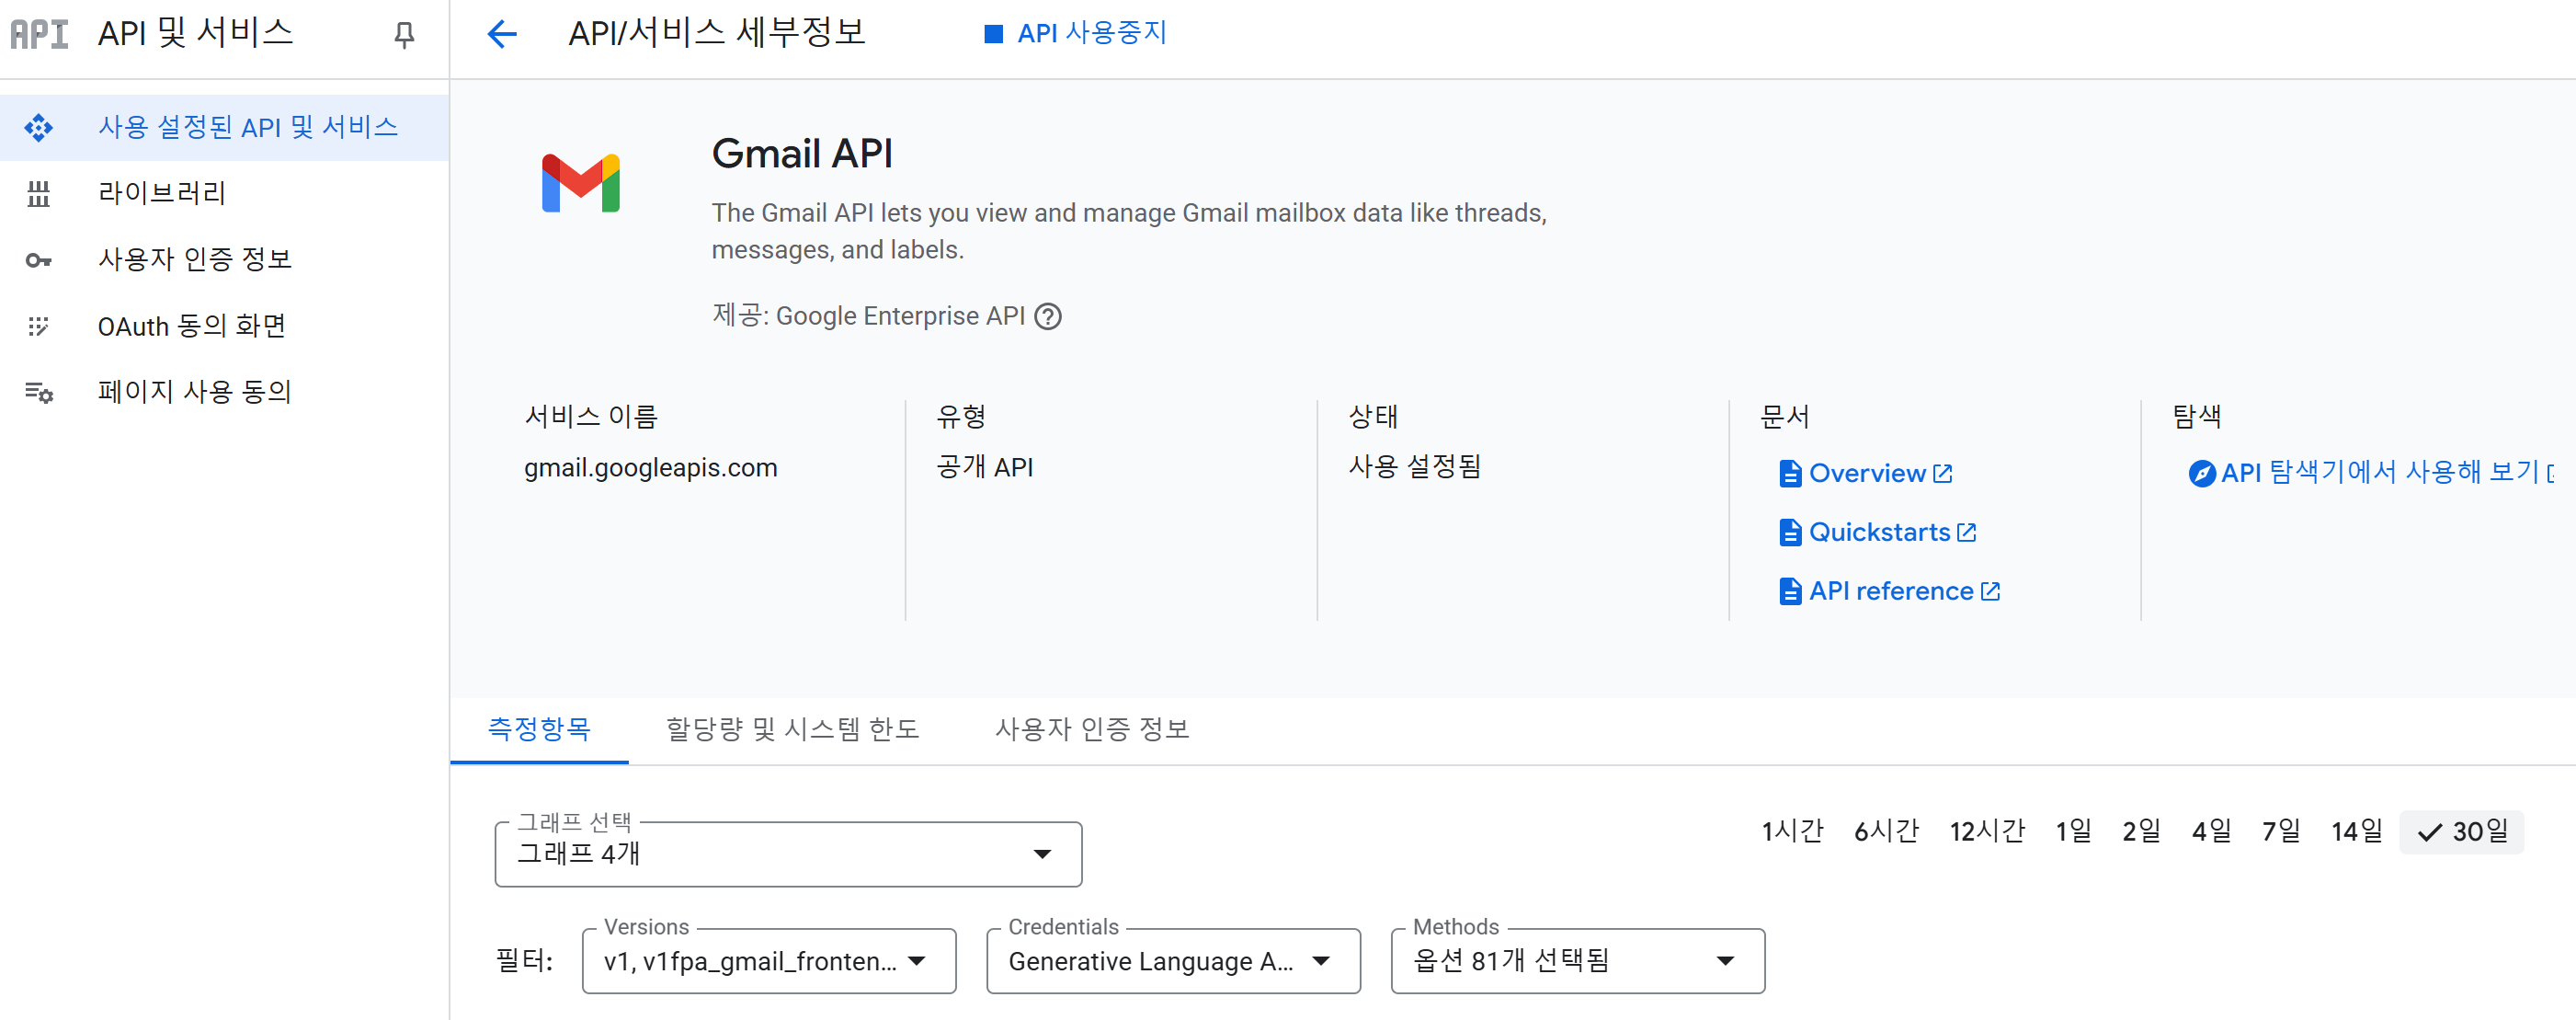 API API 및 서비스
API/서비스 세부정보
API 사용중지
사용 설정된 API 및 서비스
라이브러리
사용자 인증 정보
OAuth 동의 화면
페이지 사용 동의
Gmail API
The Gmail API lets you view and manage Gmail mailbox data like threads,
messages, and labels.
제공: Google Enterprise API
서비스 이름
gmail.googleapis.com
유형
공개 API
상태
사용 설정됨
문서
Overview
Quickstarts
API reference
탐색
API 탐색기에서 사용해 보기
측정항목
할당량 및 시스템 한도
사용자 인증 정보
그래프 선택
그래프 4개
1시간 6시간 12시간 1일 2일 4일 7일 14일 30일
필터:
Versions
v1, v1fpa_gmail_fronten...
Credentials
Generative Language A...
Methods
옵션 81개 선택됨